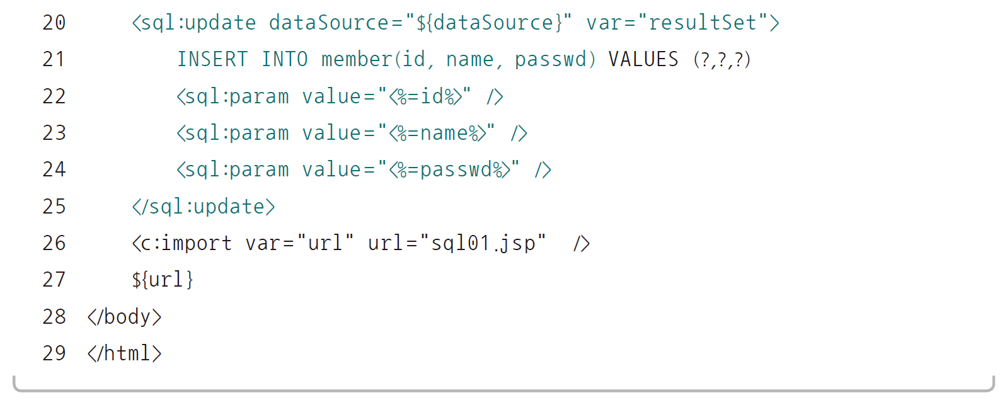 20 <sql:update dataSource="${dataSource}" var="resultSet">
21 INSERT INTO member(id, name, passwd) VALUES (?,?,?)
22 <sql:param value="<%=id%>" />
23 <sql:param value="<%=name%>" />
24 <sql:param value="<%=passwd%>" />
25 </sql:update>
26 <c:import var="url" url="sql01.jsp"  />
27 ${url}
28 </body>
29 </html>